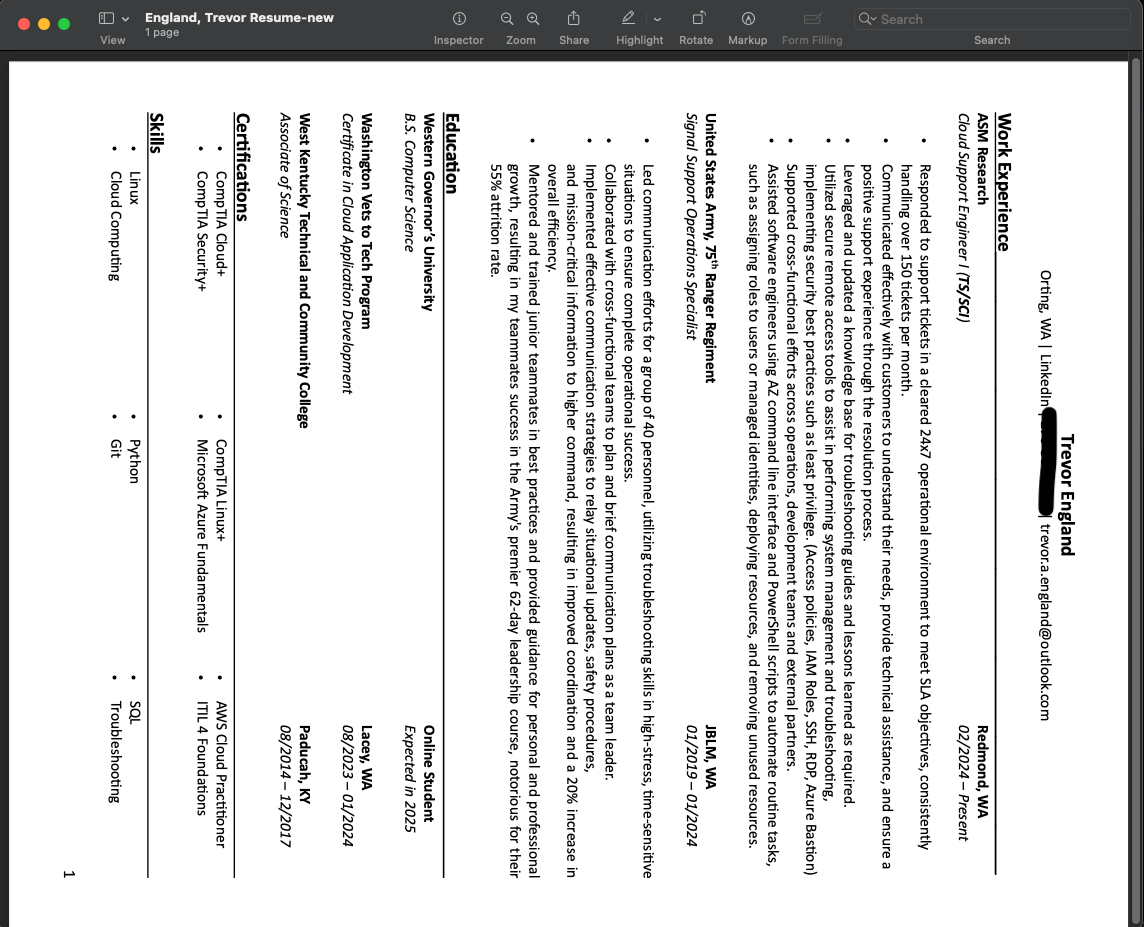 England, Trevor Resume-new
1 page
View
Inspector
Zoom
Share
Highlight
Rotate
Markup
Form Filling
Search
Search
Trevor England
Orting, WA | LinkedIn | trevor.a.england@outlook.com
Work Experience
ASM Research Redmond, WA
Cloud Support Engineer I (TS/SCI) 02/2024 – Present
• Responded to support tickets in a cleared 24x7 operational environment to meet SLA objectives, consistently
handling over 150 tickets per month.
• Communicated effectively with customers to understand their needs, provide technical assistance, and ensure a
positive support experience through the resolution process.
• Leveraged and updated a knowledge base for troubleshooting guides and lessons learned as required.
• Utilized secure remote access tools to assist in performing system management and troubleshooting,
implementing security best practices such as least privilege. (Access policies, IAM Roles, SSH, RDP, Azure Bastion)
• Supported cross-functional efforts across operations, development teams and external partners.
• Assisted software engineers using AZ command line interface and PowerShell scripts to automate routine tasks,
such as assigning roles to users or managed identities, deploying resources, and removing unused resources.
United States Army, 75th Ranger Regiment JBLM, WA
Signal Support Operations Specialist 01/2019 – 01/2024
• Led communication efforts for a group of 40 personnel, utilizing troubleshooting skills in high-stress, time-sensitive
situations to ensure complete operational success.
• Collaborated with cross-functional teams to plan and brief communication plans as a team leader.
• Implemented effective communication strategies to relay situational updates, safety procedures,
and mission-critical information to higher command, resulting in improved coordination and a 20% increase in
overall efficiency.
• Mentored and trained junior teammates in best practices and provided guidance for personal and professional
growth, resulting in my teammates success in the Army's premier 62-day leadership course, notorious for their
55% attrition rate.
Education
Western Governor's University Online Student
B.S. Computer Science Expected in 2025
Washington Vets to Tech Program Lacey, WA
Certificate in Cloud Application Development 08/2023 – 01/2024
West Kentucky Technical and Community College Paducah, KY
Associate of Science 08/2014 – 12/2017
Certifications
• CompTIA Cloud+ • CompTIA Linux+ • AWS Cloud Practitioner
• CompTIA Security+ • Microsoft Azure Fundamentals • ITIL 4 Foundations
Skills
• Linux • Python • SQL
• Cloud Computing • Git • Troubleshooting
1